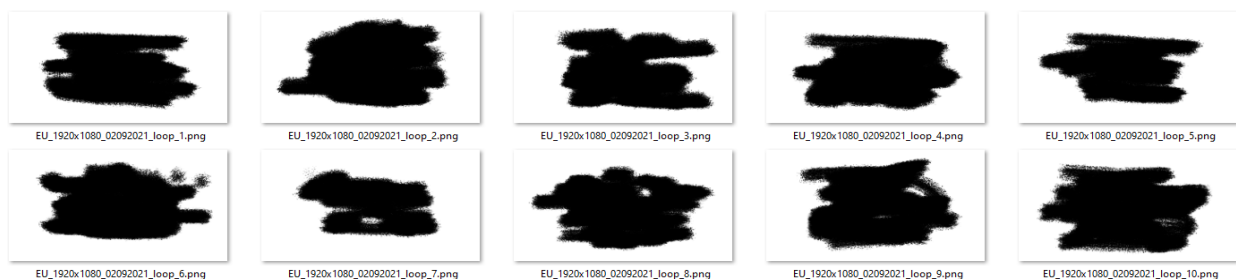 EU_1920x1080_02092021_loop_1.png
EU_1920x1080_02092021_loop_2.png
EU_1920x1080_02092021_loop_3.png
EU_1920x1080_02092021_loop_4.png
EU_1920x1080_02092021_loop_5.png
EU_1920x1080_02092021_loop_6.png
EU_1920x1080_02092021_loop_7.png
EU_1920x1080_02092021_loop_8.png
EU_1920x1080_02092021_loop_9.png
EU_1920x1080_02092021_loop_10.png